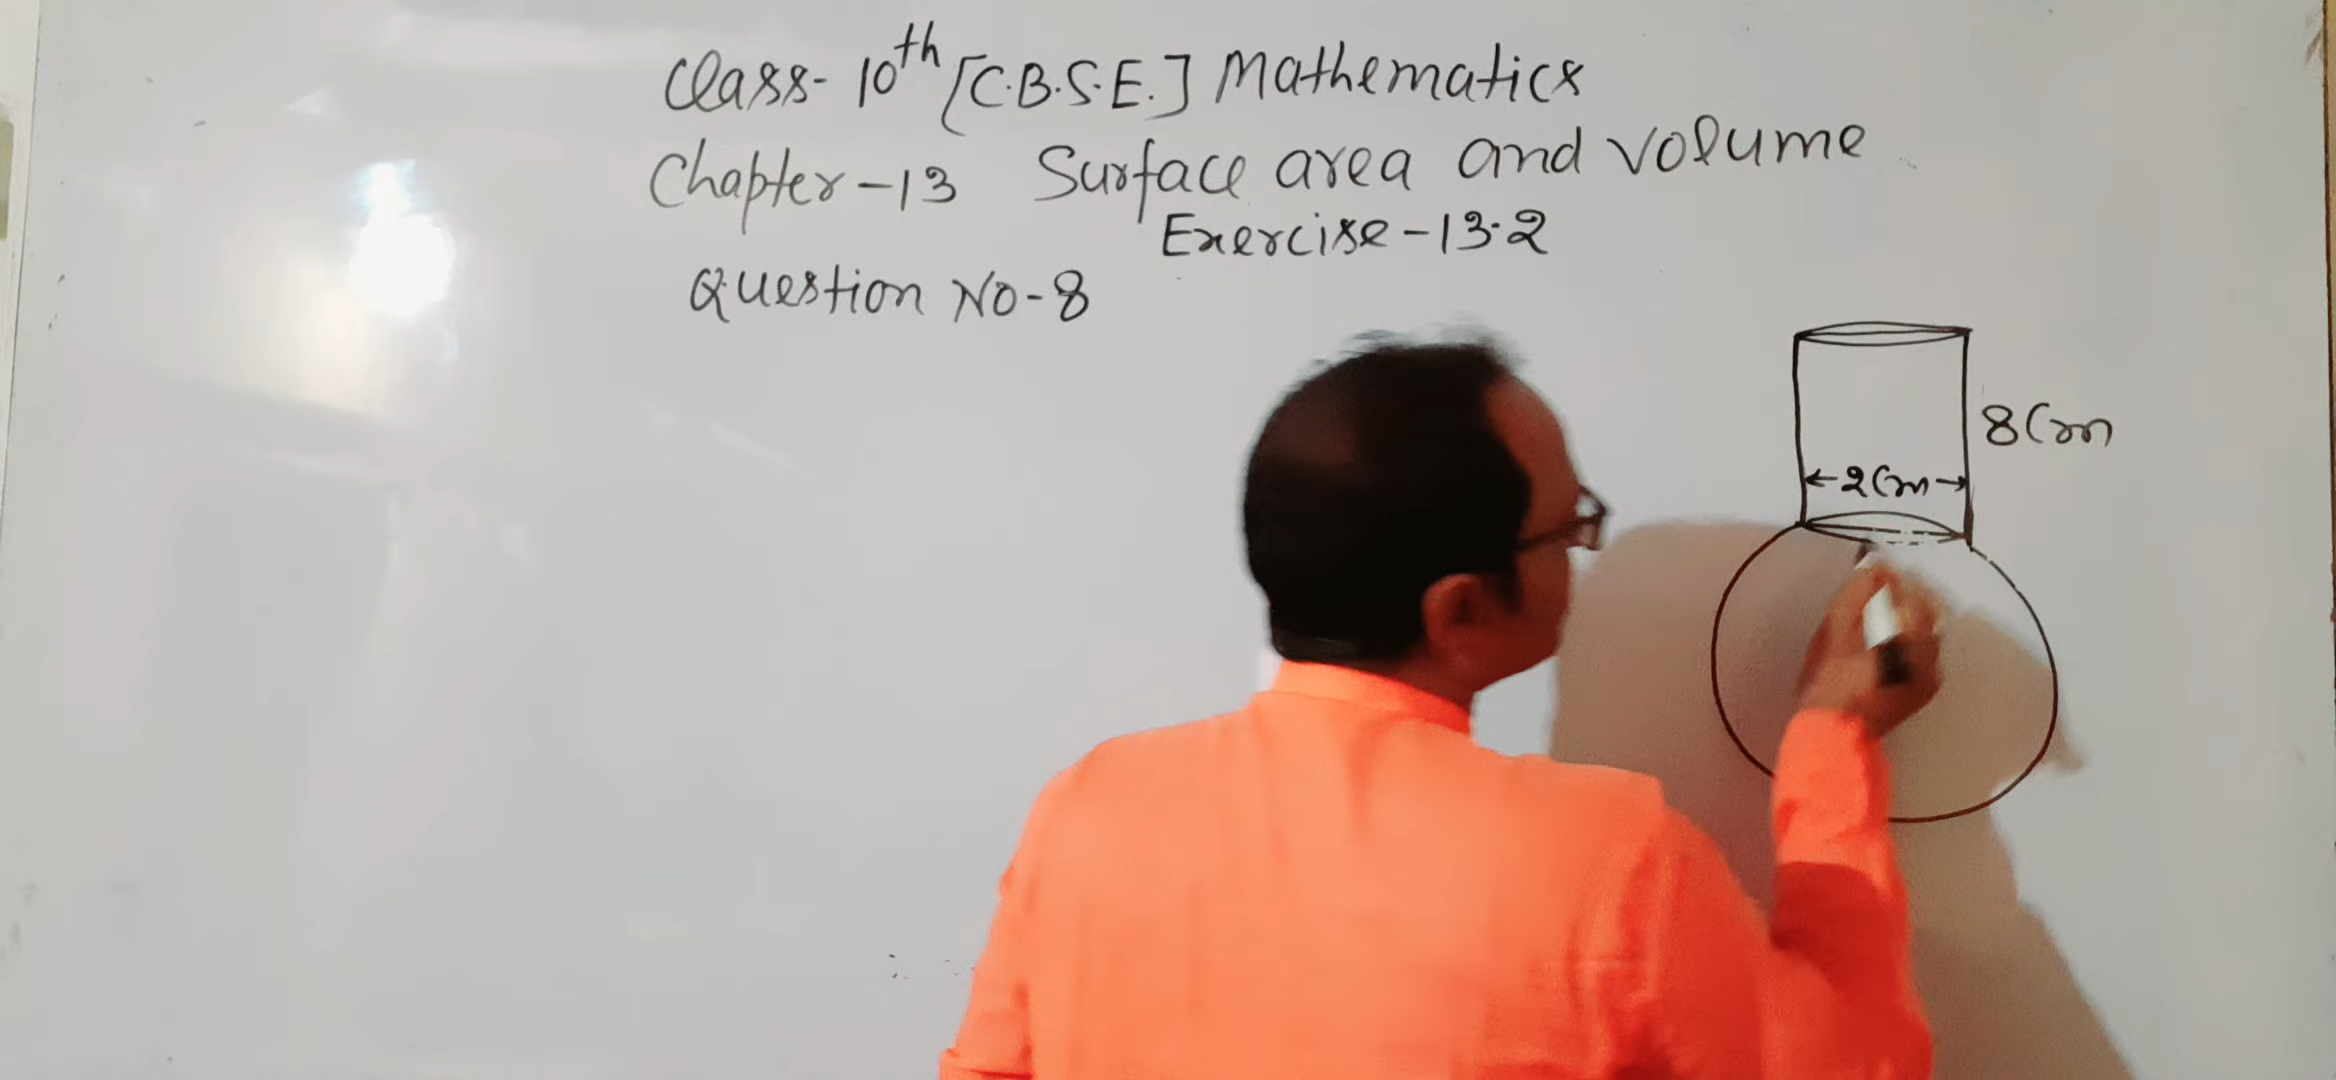 Class- 10th [C.B.S.E.] Mathematics
Chapter-13 Surface area and volume
Exercise-13.2
Question No-8
8Cm
2Cm